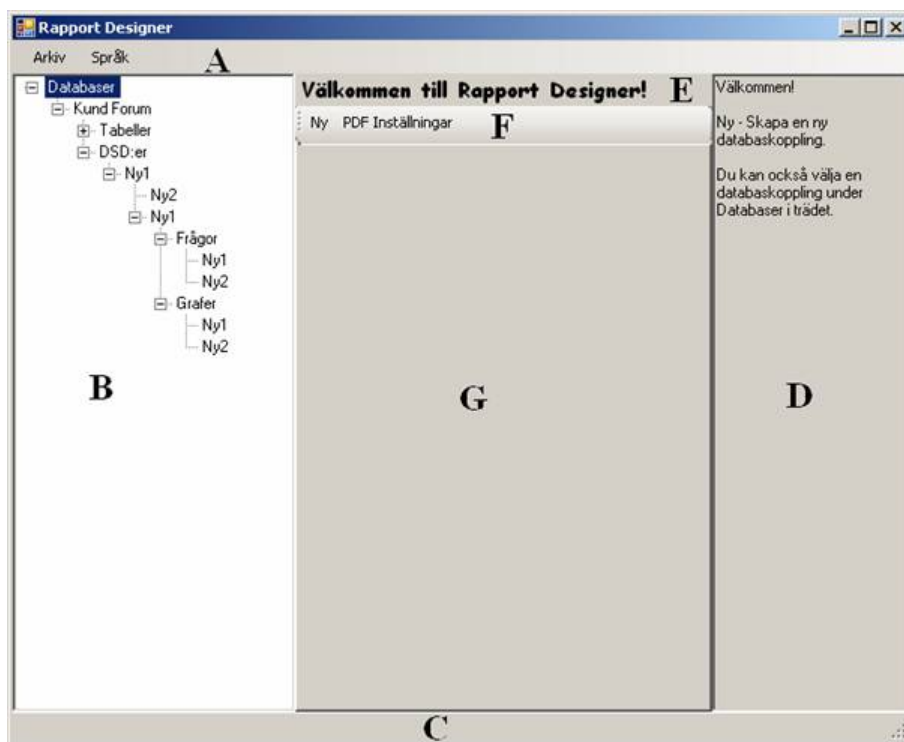 Rapport Designer
Arkiv Språk A
Databaser
Kund Forum
Tabeller
DSD:er
Ny1
Ny2
Ny1
Frågor
Ny1
Ny2
Grafer
Ny1
Ny2
B
Välkommen till Rapport Designer! E
Ny PDF Inställningar F
G
Välkommen!
Ny - Skapa en ny
databaskoppling.
Du kan också välja en
databaskoppling under
Databaser i trädet.
D
C